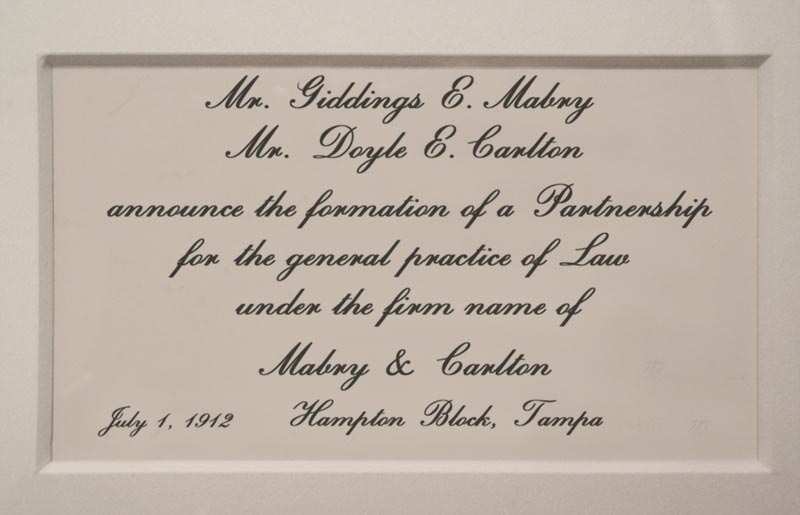 Mr. Giddings E. Mabry
Mr. Doyle E. Carlton
announce the formation of a Partnership
for the general practice of Law
under the firm name of
Mabry & Carlton
July 1, 1912 Hampton Block, Tampa